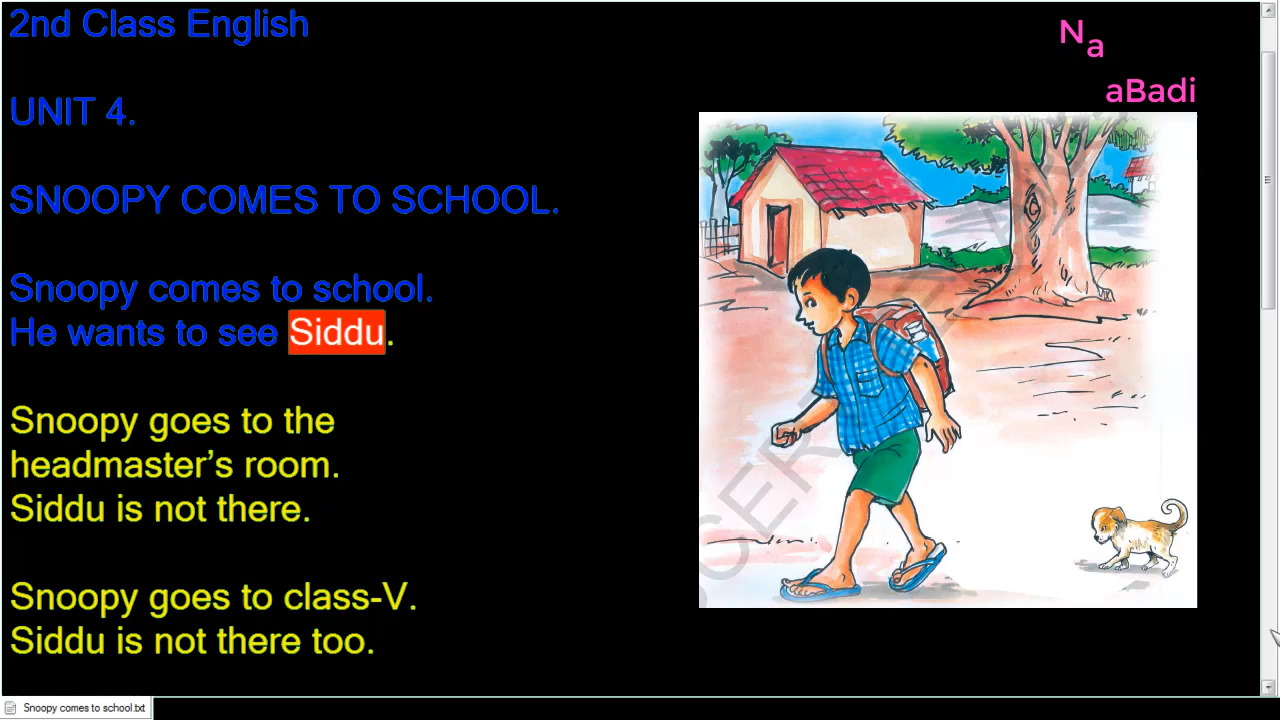 2nd Class English
UNIT 4.
SNOOPY COMES TO SCHOOL.
Snoopy comes to school.
He wants to see Siddu.
Snoopy goes to the
headmaster’s room.
Siddu is not there.
Snoopy goes to class-V.
Siddu is not there too.
Na
aBadi
Snoopy comes to school.txt